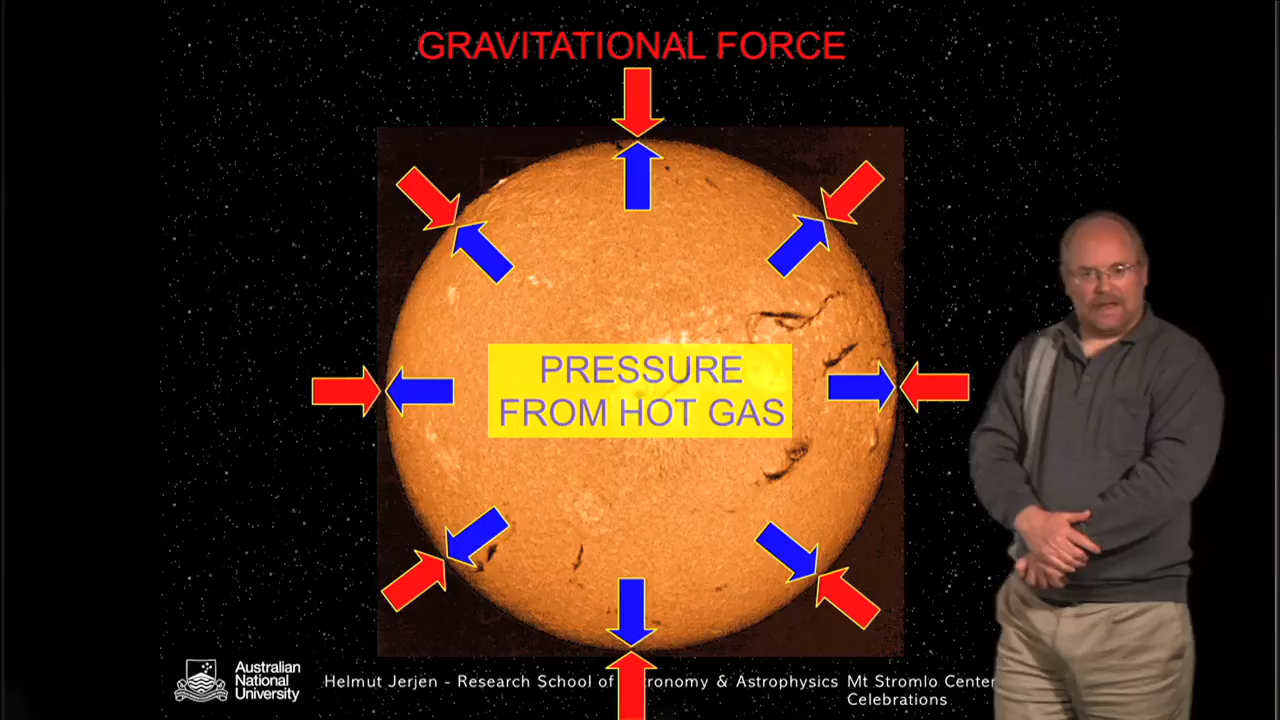 GRAVITATIONAL FORCE
PRESSURE
FROM HOT GAS
Australian
National
University
Helmut Jerjen - Research School of ronomy & Astrophysics
Mt Stromlo Center
Celebrations